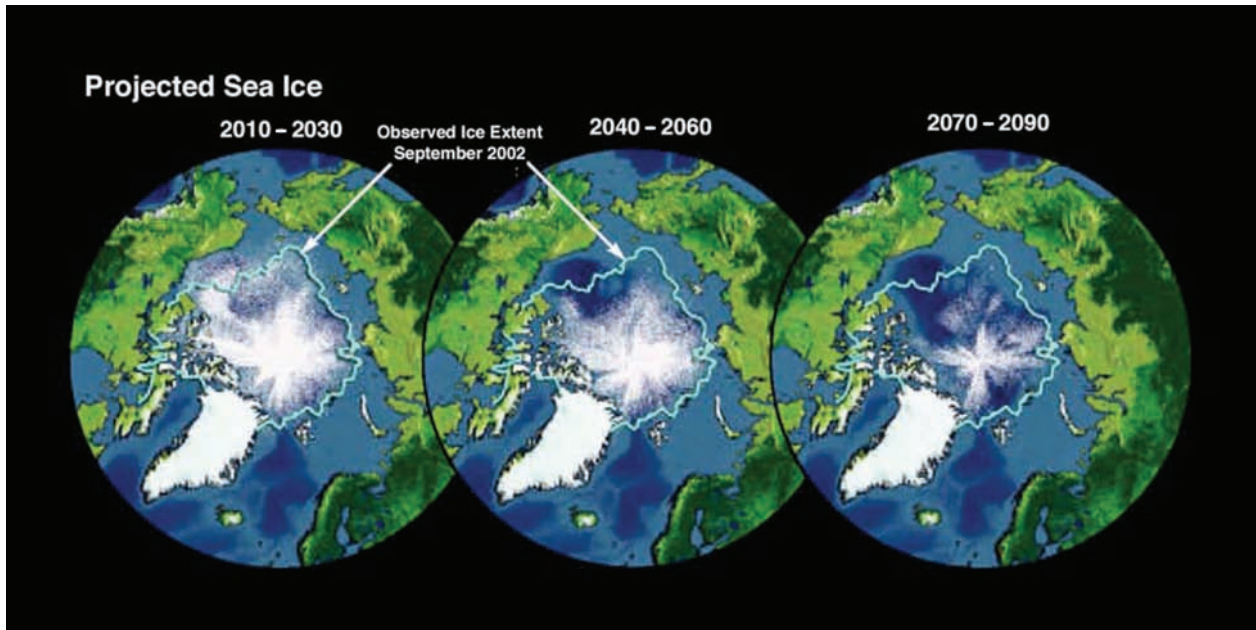 Projected Sea Ice
2010 – 2030
Observed Ice Extent
September 2002
2040 – 2060
2070 – 2090